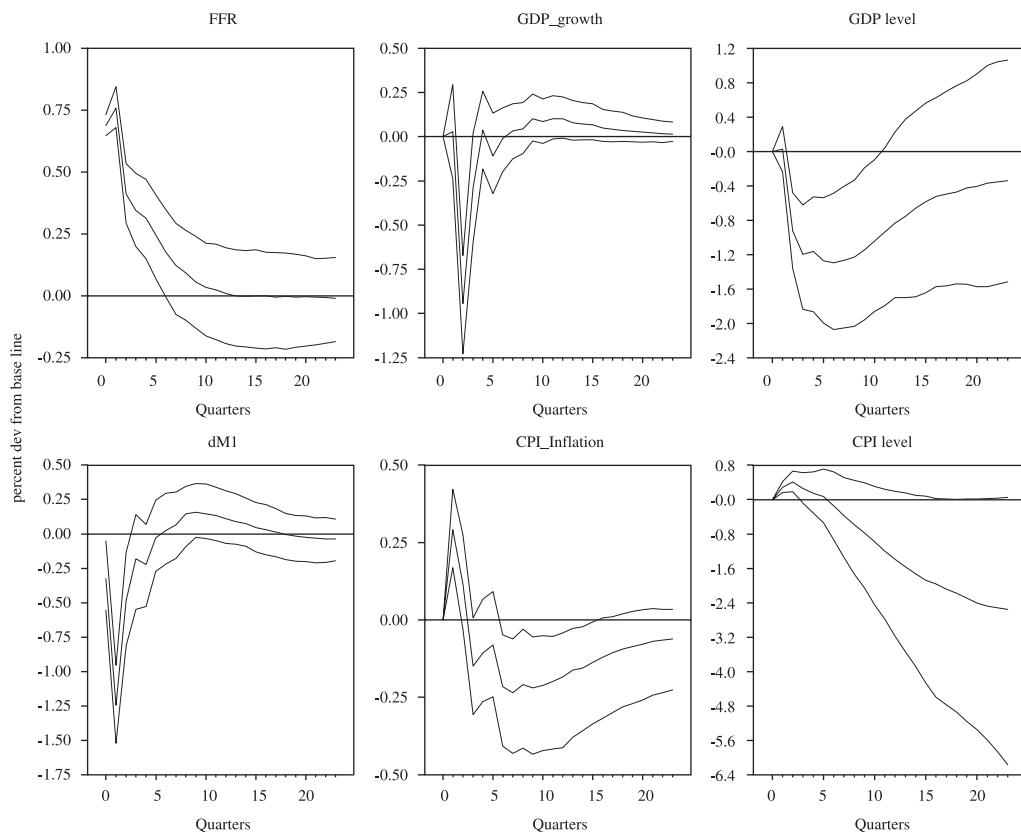 FFR
GDP_growth
GDP level
1.00
0.75
0.50
0.25
0.00
-0.25
0.50
0.25
0.00
-0.25
-0.50
-0.75
-1.00
-1.25
1.2
0.8
0.4
-0.0
-0.4
-0.8
-1.2
-1.6
-2.0
-2.4
0 5 10 15 20
0 5 10 15 20
0 5 10 15 20
Quarters
Quarters
Quarters
percent dev from base line
dM1
CPI_Inflation
CPI level
0.50
0.25
0.00
-0.25
-0.50
-0.75
-1.00
-1.25
-1.50
-1.75
0.50
0.25
0.00
-0.25
-0.50
0.8
-0.0
-0.8
-1.6
-2.4
-3.2
-4.0
-4.8
-5.6
-6.4
0 5 10 15 20
0 5 10 15 20
0 5 10 15 20
Quarters
Quarters
Quarters